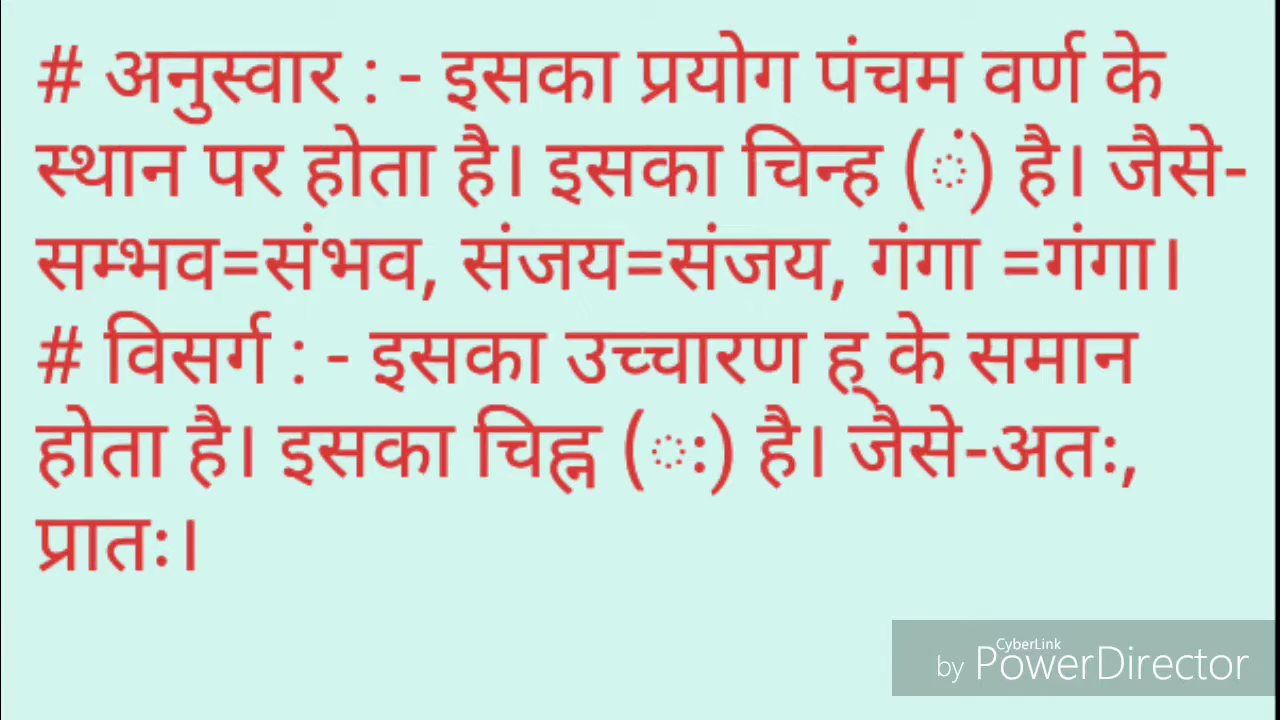 # अनुस्वार : - इसका प्रयोग पंचम वर्ण के
स्थान पर होता है। इसका चिन्ह (ं) है। जैसे-
सम्भव=संभव, संजय=संजय, गंगा =गंगा।
# विसर्ग : - इसका उच्चारण ह् के समान
होता है। इसका चिह्न (ः) है। जैसे-अतः,
प्रातः।
CyberLink
by PowerDirector